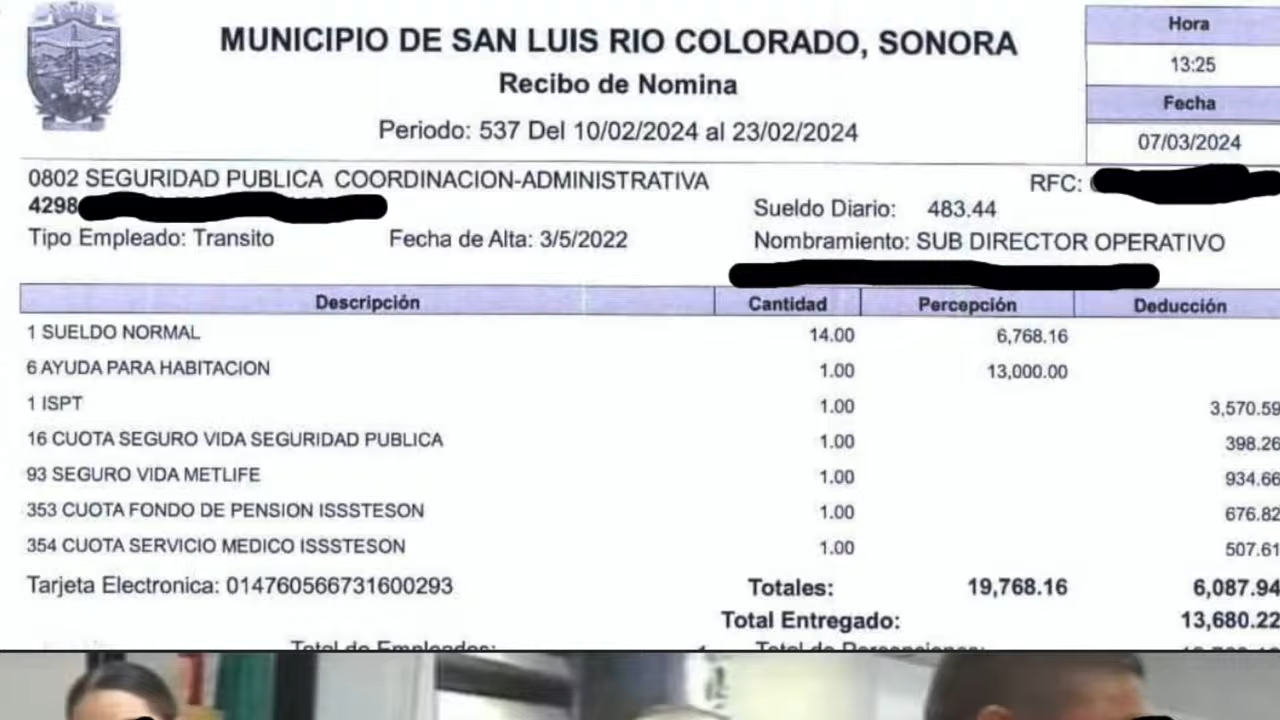 MUNICIPIO DE SAN LUIS RIO COLORADO, SONORA
Recibo de Nomina
Periodo: 537 Del 10/02/2024 al 23/02/2024
Hora
13:25
Fecha
07/03/2024
0802 SEGURIDAD PUBLICA COORDINACION-ADMINISTRATIVA
RFC:
4298
Sueldo Diario: 483.44
Tipo Empleado: Transito Fecha de Alta: 3/5/2022
Nombramiento: SUB DIRECTOR OPERATIVO
Descripción Cantidad Percepción Deducción
1 SUELDO NORMAL 14.00 6,768.16
6 AYUDA PARA HABITACION 1.00 13,000.00
1 ISPT 1.00 3,570.59
16 CUOTA SEGURO VIDA SEGURIDAD PUBLICA 1.00 398.26
93 SEGURO VIDA METLIFE 1.00 934.66
353 CUOTA FONDO DE PENSION ISSSTESON 1.00 676.82
354 CUOTA SERVICIO MEDICO ISSSTESON 1.00 507.61
Tarjeta Electronica: 014760566731600293 Totales: 19,768.16 6,087.94
Total Entregado: 13,680.22
Total de Empleados: Total de Percepciones: